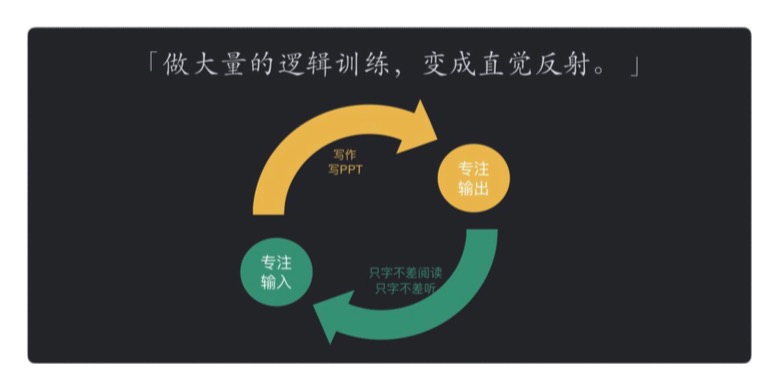 「做大量的逻辑训练，变成直觉反射。」
写作
写PPT
专注
输出
专注
输入
只字不差阅读
只字不差听